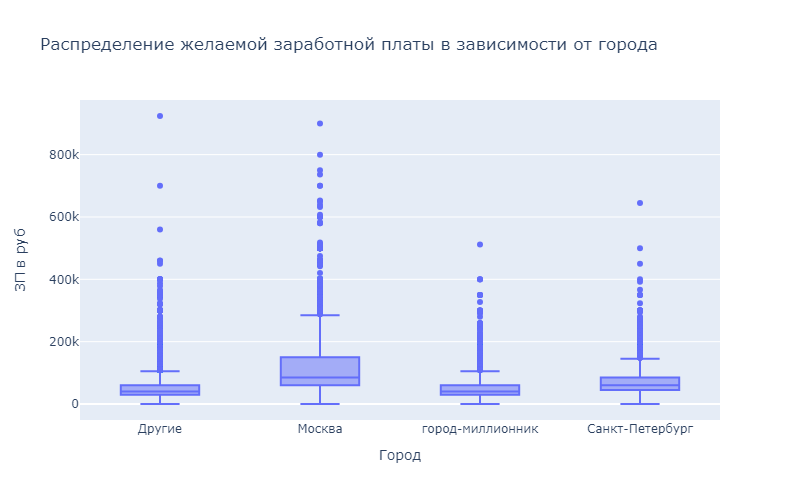 Распределение желаемой заработной платы в зависимости от города
ЗП в руб
800k
600k
400k
200k
0
Другие
Москва
город-миллионник
Санкт-Петербург
Город